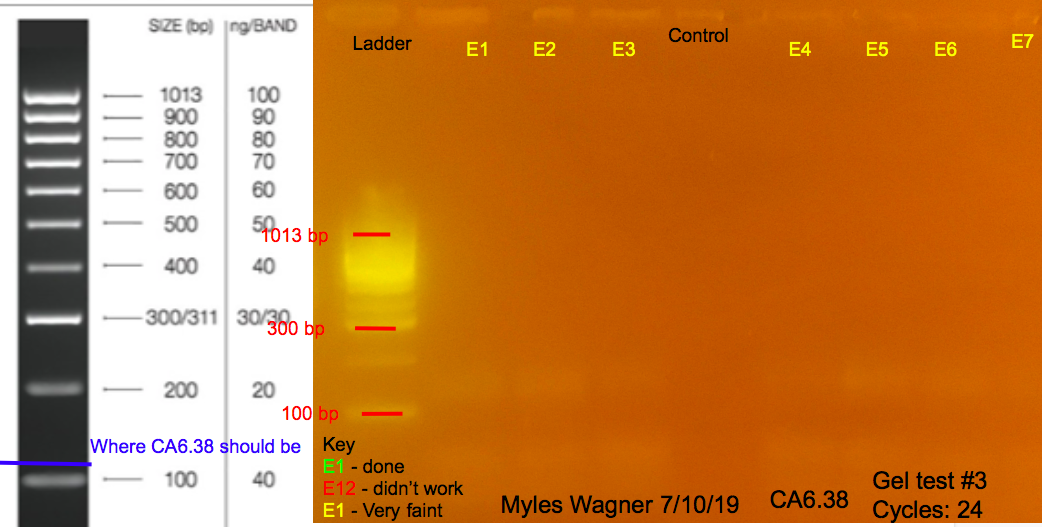 SIZE (bp) ng/BAND
1013 100
900 90
800 80
700 70
600 60
500 50
400 40
300/311 30/30
200 20
100 40
Where CA6.38 should be
Ladder E1 E2 E3 Control E4 E5 E6 E7
1013 bp
300 bp
100 bp
Key
E1 - done
E12 - didn't work
E1 - Very faint
Myles Wagner 7/10/19 CA6.38
Gel test #3
Cycles: 24